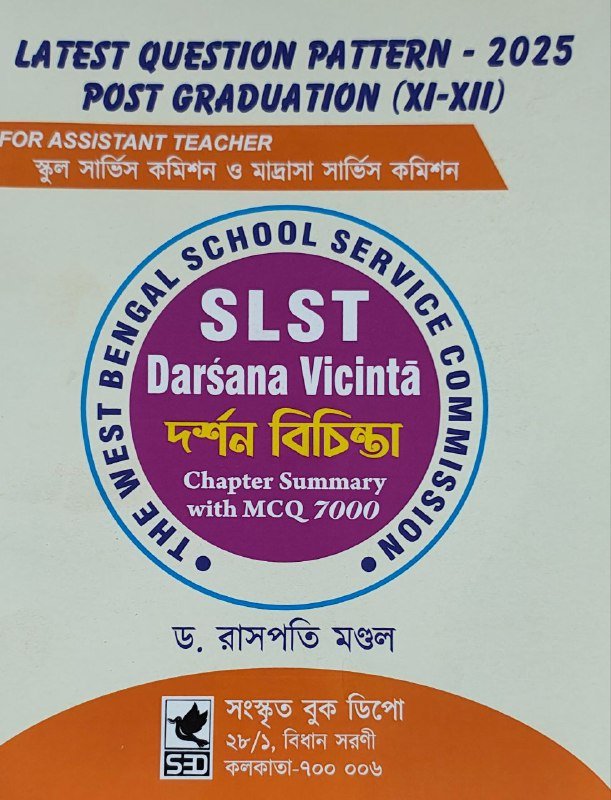 LATEST QUESTION PATTERN - 2025
POST GRADUATION (XI-XII)
FOR ASSISTANT TEACHER
স্কুল সার্ভিস কমিশন ও মাদ্রাসা সার্ভিস কমিশন
• THE WEST BENGAL SCHOOL SERVICE COMMISSION •
SLST
Darśana Vicintā
দর্শন বিচিন্তা
Chapter Summary
with MCQ 7000
ড. রাসপতি মণ্ডল
সংস্কৃত বুক ডিপো
২৮/১, বিধান সরণী
কলকাতা-৭০০ ০০৬
SBD